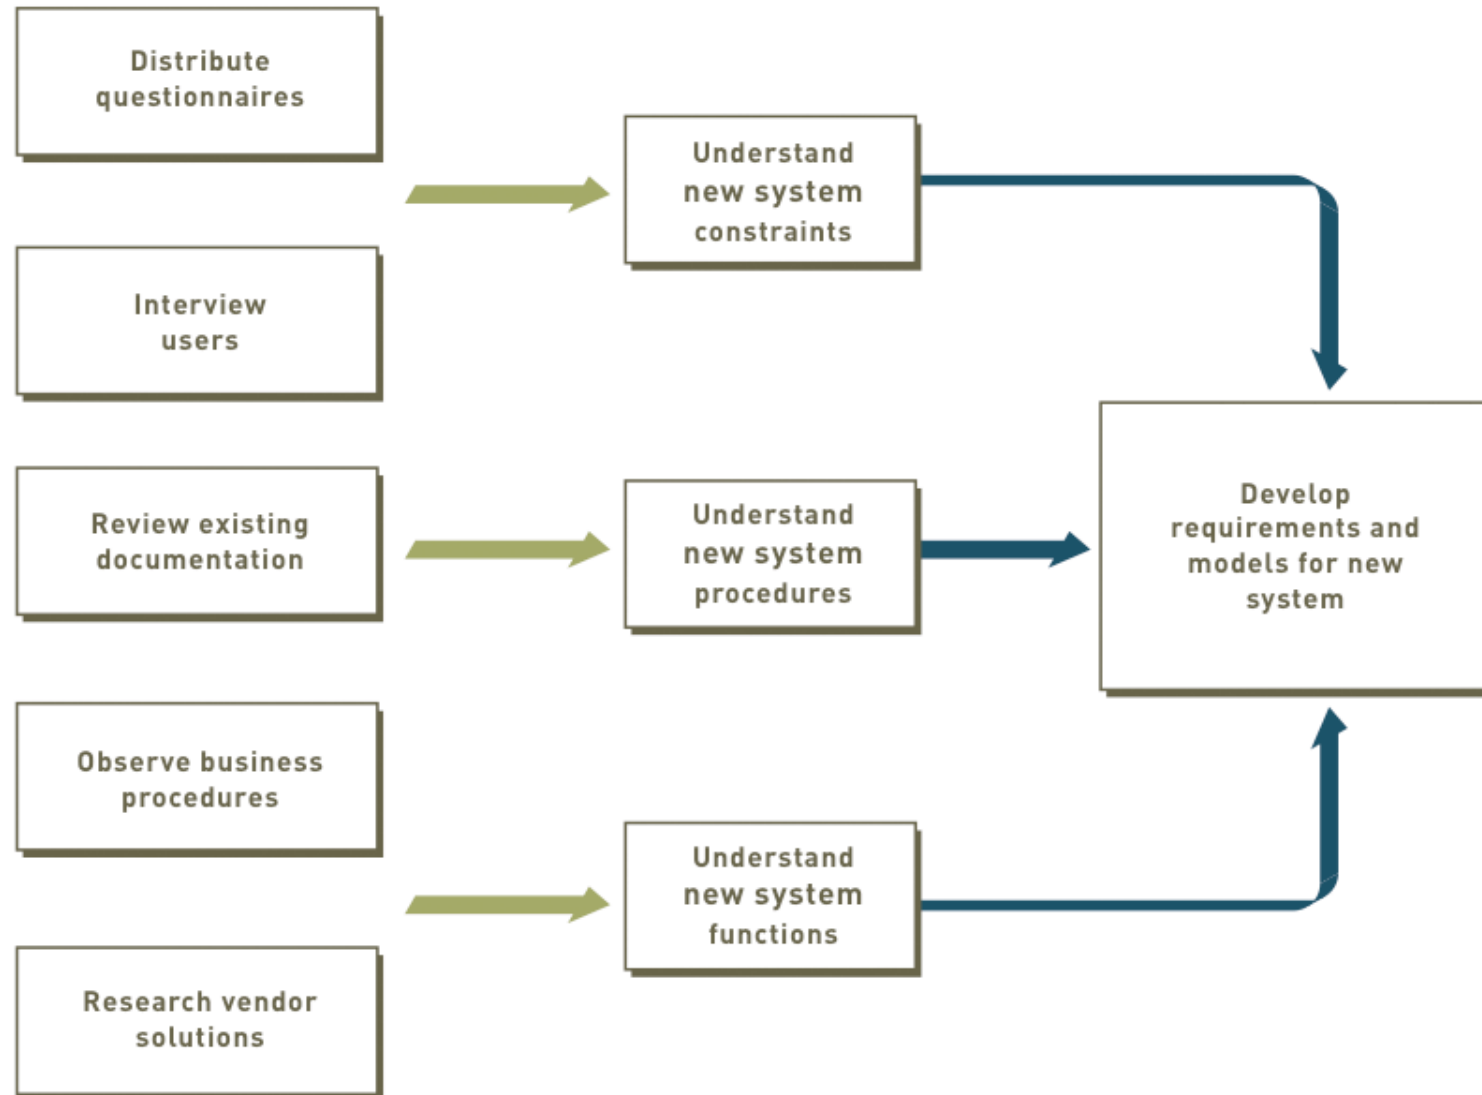 Distribute
questionnaires
Interview
users
Review existing
documentation
Observe business
procedures
Research vendor
solutions
Understand
new system
constraints
Understand
new system
procedures
Understand
new system
functions
Develop
requirements and
models for new
system